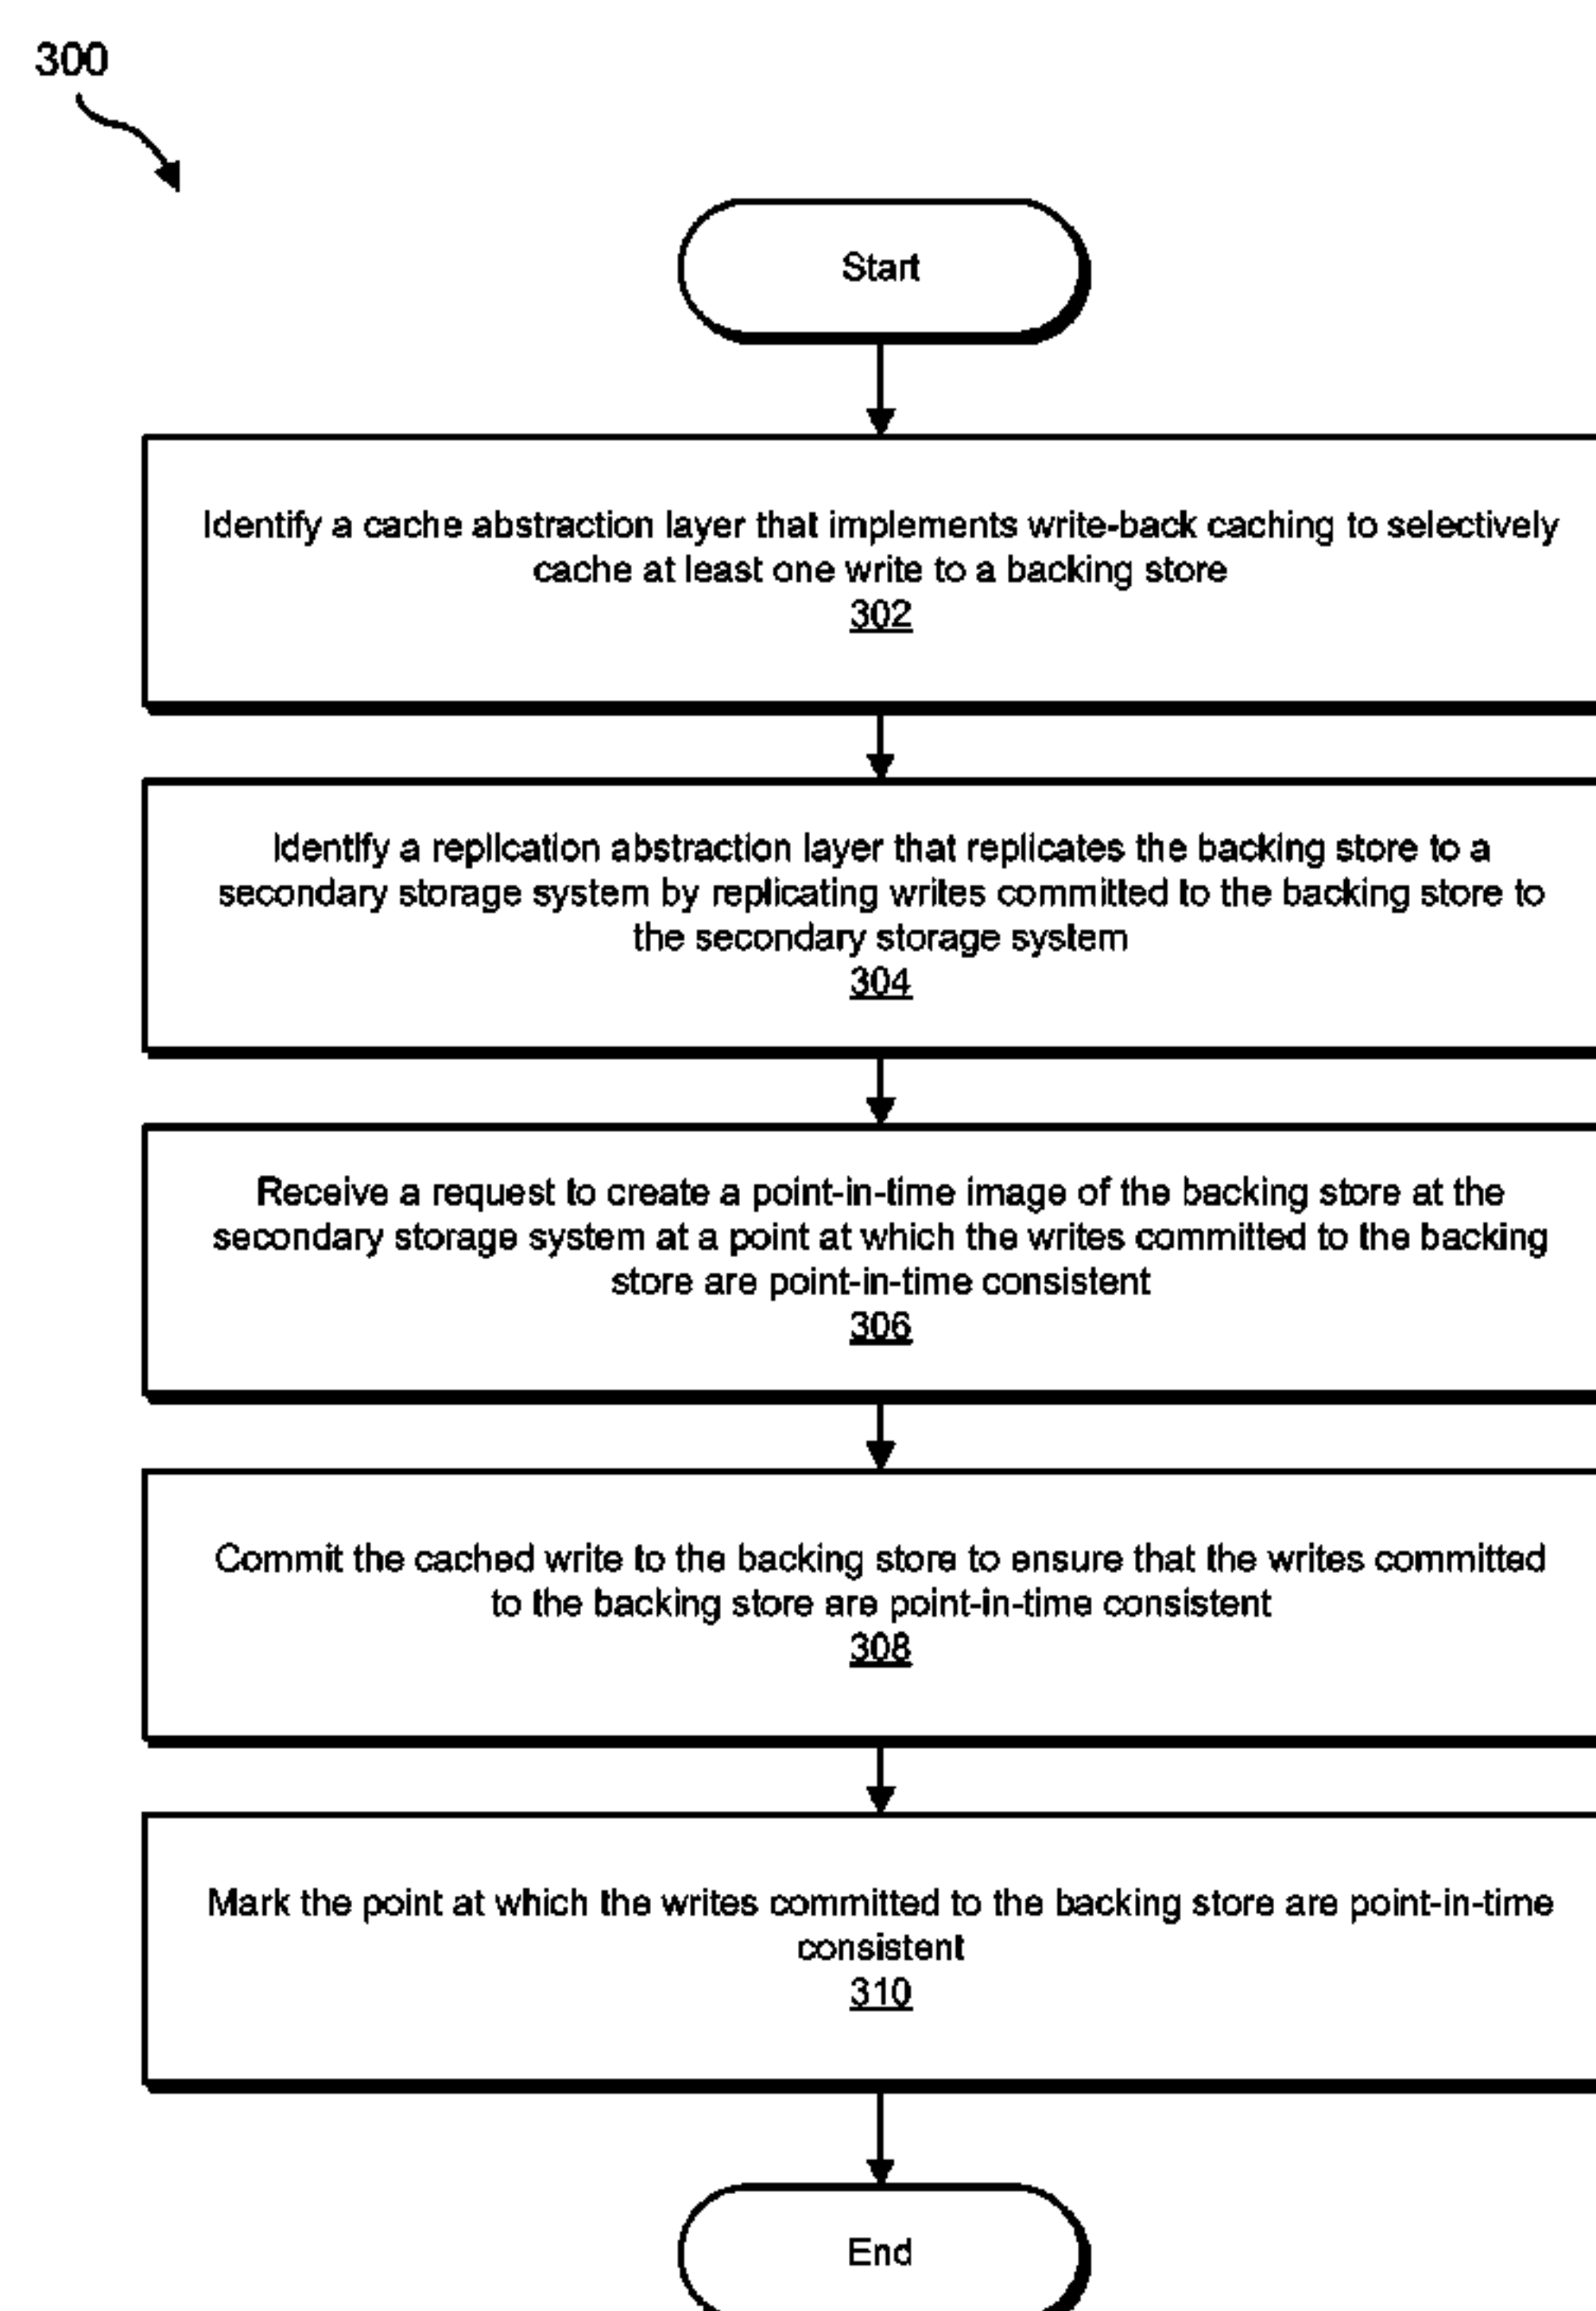 300
Start
Identify a cache abstraction layer that implements write-back caching to selectively
cache at least one write to a backing store
302
Identify a replication abstraction layer that replicates the backing store to a
secondary storage system by replicating writes committed to the backing store to
the secondary storage system
304
Receive a request to create a point-in-time image of the backing store at the
secondary storage system at a point at which the writes committed to the backing
store are point-in-time consistent
306
Commit the cached write to the backing store to ensure that the writes committed
to the backing store are point-in-time consistent
308
Mark the point at which the writes committed to the backing store are point-in-time
consistent
310
End